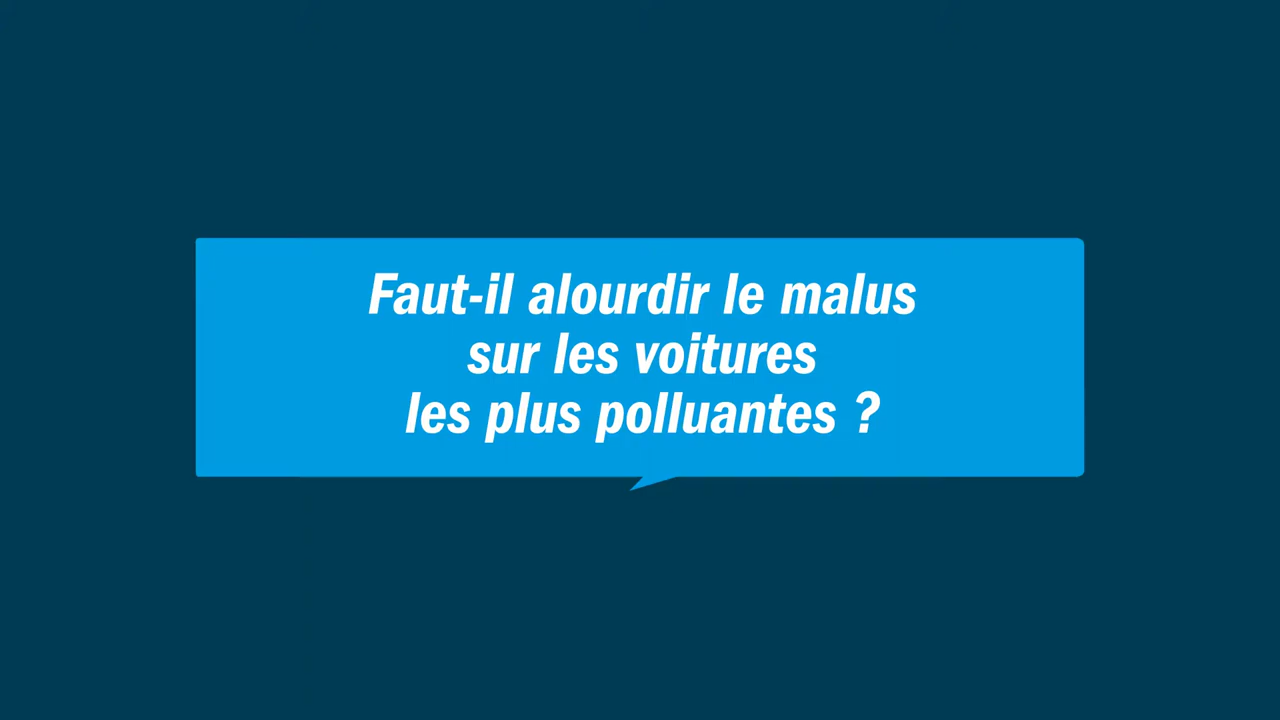 Faut-il alourdir le malus
sur les voitures
les plus polluantes ?